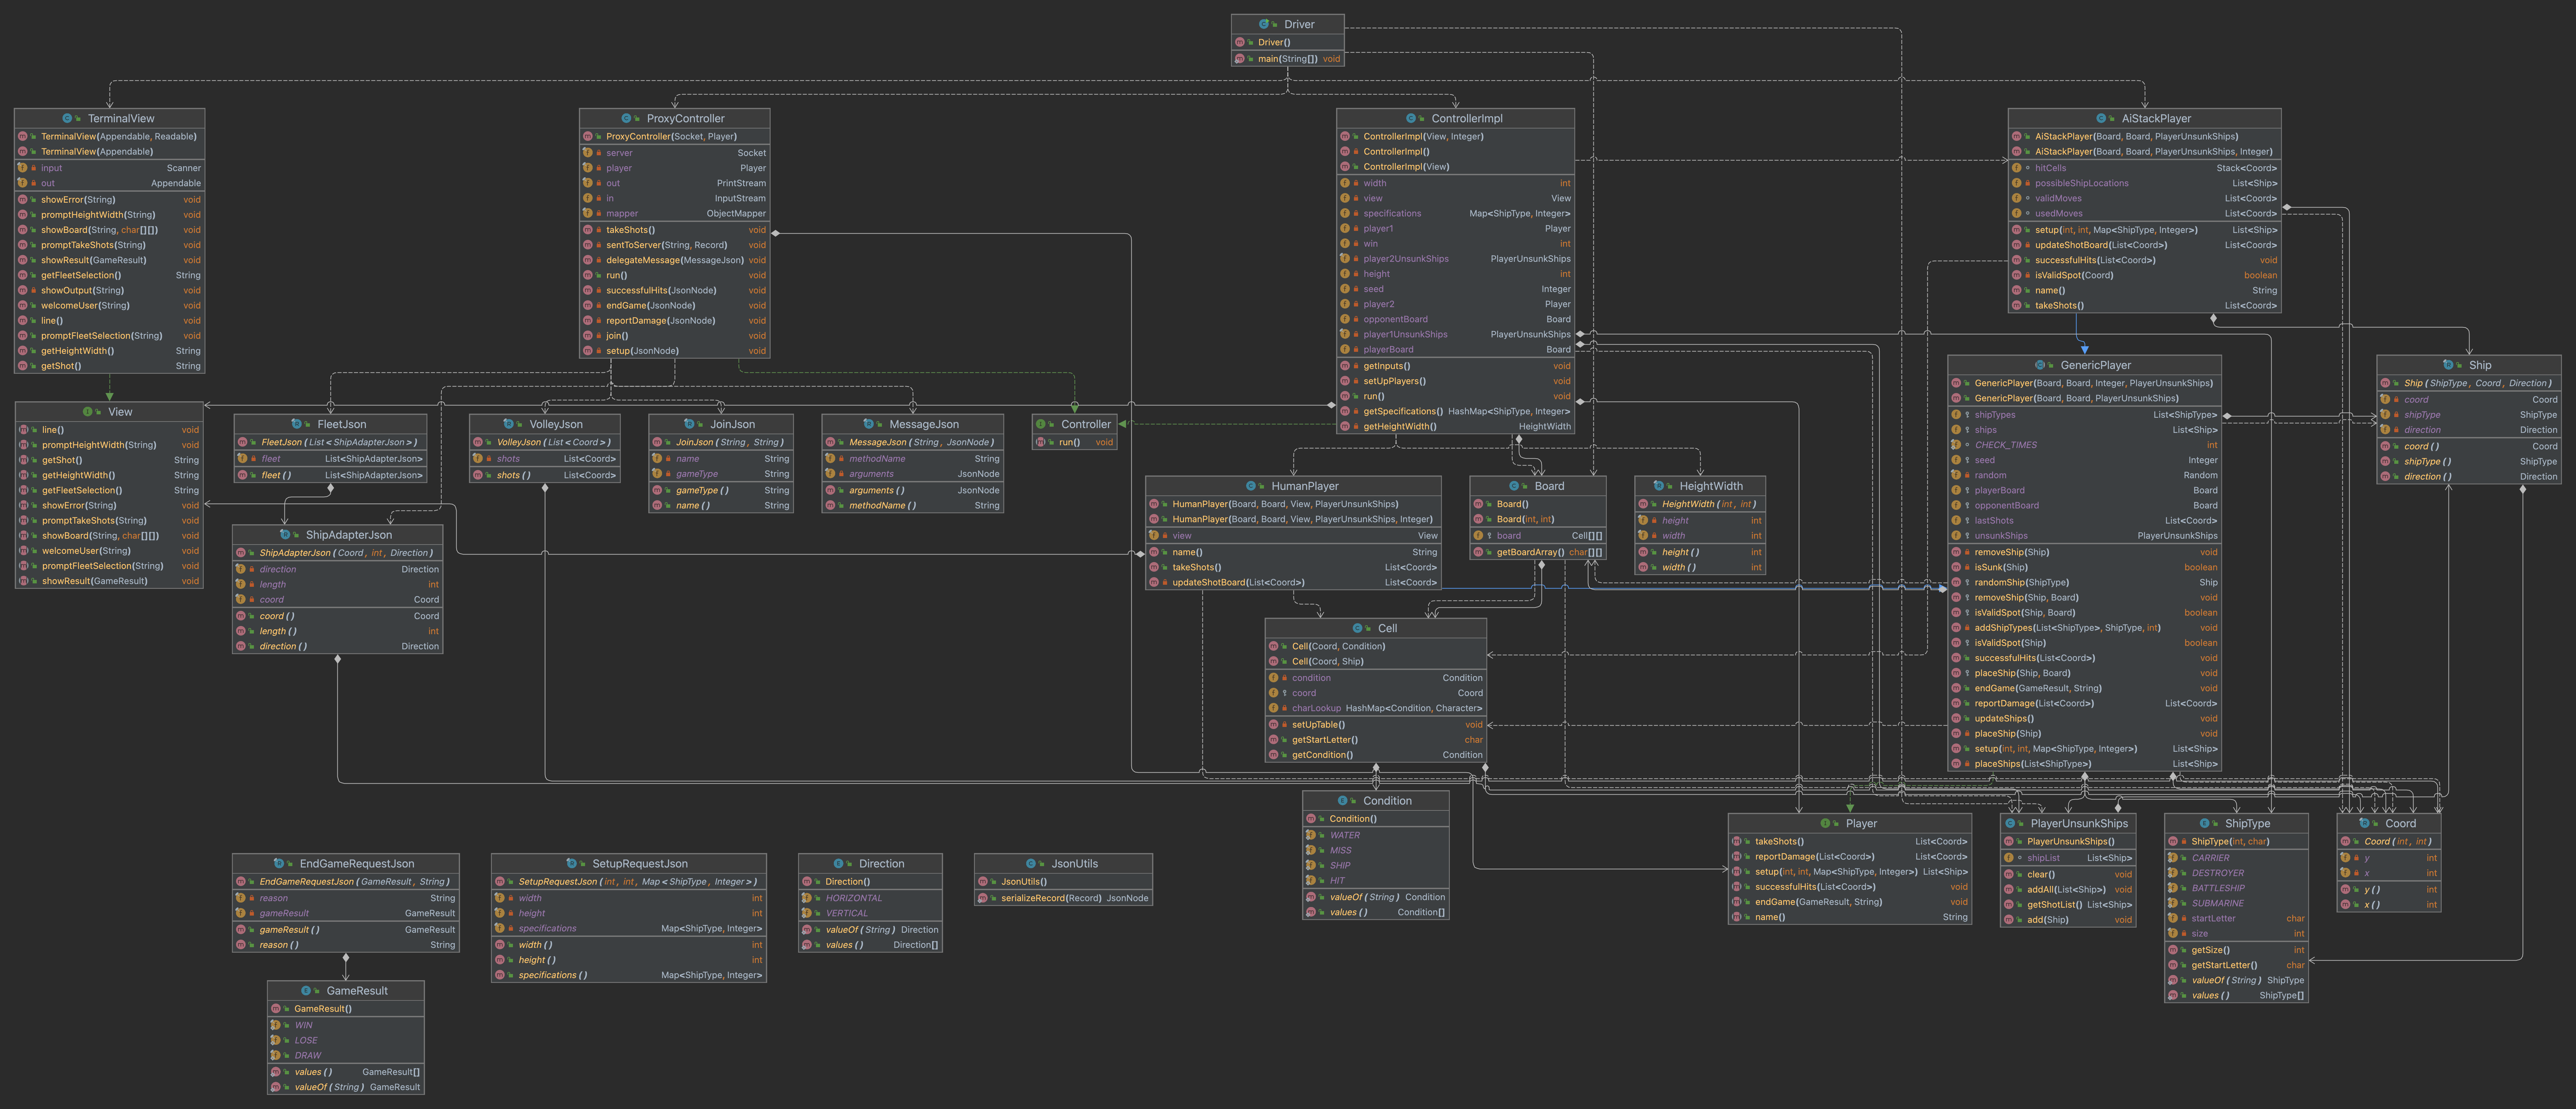 Driver
Driver()
main(String[]) void
TerminalView
TerminalView(Appendable, Readable)
TerminalView(Appendable)
input Scanner
out Appendable
showError(String) void
promptHeightWidth(String) void
showBoard(String, char[][]) void
promptTakeShots(String) void
showResult(GameResult) void
getFleetSelection() String
showOutput(String) void
welcomeUser(String) void
line() void
promptFleetSelection(String) void
getHeightWidth() String
getShot() String
ProxyController
ProxyController(Socket, Player)
server Socket
player Player
out PrintStream
in InputStream
mapper ObjectMapper
takeShots() void
sentToServer(String, Record) void
delegateMessage(MessageJson) void
run() void
successfulHits(JsonNode) void
endGame(JsonNode) void
reportDamage(JsonNode) void
join() void
setup(JsonNode) void
ControllerImpl
ControllerImpl(View, Integer)
ControllerImpl()
ControllerImpl(View)
width int
view View
specifications Map<ShipType, Integer>
player1 Player
win int
player2UnsunkShips PlayerUnsunkShips
height int
seed Integer
player2 Player
opponentBoard Board
player1UnsunkShips PlayerUnsunkShips
playerBoard Board
getInputs() void
setUpPlayers() void
run() void
getSpecifications() HashMap<ShipType, Integer>
getHeightWidth() HeightWidth
AiStackPlayer
AiStackPlayer(Board, Board, PlayerUnsunkShips)
AiStackPlayer(Board, Board, PlayerUnsunkShips, Integer)
hitCells Stack<Coord>
possibleShipLocations List<Ship>
validMoves List<Coord>
usedMoves List<Coord>
setup(int, int, Map<ShipType, Integer>) List<Ship>
updateShotBoard(List<Coord>) List<Coord>
successfulHits(List<Coord>) void
isValidSpot(Coord) boolean
name() String
takeShots() List<Coord>
View
line() void
promptHeightWidth(String) void
getShot() String
getHeightWidth() String
getFleetSelection() String
showError(String) void
promptTakeShots(String) void
showBoard(String, char[][]) void
welcomeUser(String) void
promptFleetSelection(String) void
showResult(GameResult) void
FleetJson
FleetJson(List<ShipAdapterJson>)
fleet List<ShipAdapterJson>
fleet() List<ShipAdapterJson>
VolleyJson
VolleyJson(List<Coord>)
shots List<Coord>
shots() List<Coord>
JoinJson
JoinJson(String, String)
name String
gameType String
gameType() String
name() String
MessageJson
MessageJson(String, JsonNode)
methodName String
arguments JsonNode
arguments() JsonNode
methodName() String
Controller
run() void
GenericPlayer
GenericPlayer(Board, Board, Integer, PlayerUnsunkShips)
GenericPlayer(Board, Board, PlayerUnsunkShips)
shipTypes List<ShipType>
ships List<Ship>
CHECK_TIMES int
seed Integer
random Random
playerBoard Board
opponentBoard Board
lastShots List<Coord>
unsunkShips PlayerUnsunkShips
removeShip(Ship) void
isSunk(Ship) boolean
randomShip(ShipType) Ship
removeShip(Ship, Board) void
isValidSpot(Ship, Board) boolean
addShipTypes(List<ShipType>, ShipType, int) void
isValidSpot(Ship) boolean
successfulHits(List<Coord>) void
placeShip(Ship, Board) void
endGame(GameResult, String) void
reportDamage(List<Coord>) List<Coord>
updateShips() void
placeShip(Ship) void
setup(int, int, Map<ShipType, Integer>) List<Ship>
placeShips(List<ShipType>) List<Ship>
Ship
Ship(ShipType, Coord, Direction)
coord Coord
shipType ShipType
direction Direction
coord() Coord
shipType() ShipType
direction() Direction
HumanPlayer
HumanPlayer(Board, Board, View, PlayerUnsunkShips)
HumanPlayer(Board, Board, View, PlayerUnsunkShips, Integer)
view View
name() String
takeShots() List<Coord>
updateShotBoard(List<Coord>) List<Coord>
Board
Board()
Board(int, int)
board Cell[][]
getBoardArray() char[][]
HeightWidth
HeightWidth(int, int)
height int
width int
height() int
width() int
ShipAdapterJson
ShipAdapterJson(Coord, int, Direction)
direction Direction
length int
coord Coord
coord() Coord
length() int
direction() Direction
Cell
Cell(Coord, Condition)
Cell(Coord, Ship)
condition Condition
coord Coord
charLookup HashMap<Condition, Character>
setUpTable() void
getStartLetter() char
getCondition() Condition
Condition
Condition()
WATER
MISS
SHIP
HIT
valueOf(String) Condition
values() Condition[]
Player
takeShots() List<Coord>
reportDamage(List<Coord>) List<Coord>
setup(int, int, Map<ShipType, Integer>) List<Ship>
successfulHits(List<Coord>) void
endGame(GameResult, String) void
name() String
PlayerUnsunkShips
PlayerUnsunkShips()
shipList List<Ship>
clear() void
addAll(List<Ship>) void
getShotList() List<Ship>
add(Ship) void
ShipType
ShipType(int, char)
CARRIER
DESTROYER
BATTLESHIP
SUBMARINE
startLetter char
size int
getSize() int
getStartLetter() char
valueOf(String) ShipType
values() ShipType[]
Coord
Coord(int, int)
y int
x int
y() int
x() int
EndGameRequestJson
EndGameRequestJson(GameResult, String)
reason String
gameResult GameResult
gameResult() GameResult
reason() String
SetupRequestJson
SetupRequestJson(int, int, Map<ShipType, Integer>)
width int
height int
specifications Map<ShipType, Integer>
width() int
height() int
specifications() Map<ShipType, Integer>
Direction
Direction()
HORIZONTAL
VERTICAL
valueOf(String) Direction
values() Direction[]
JsonUtils
JsonUtils()
serializeRecord(Record) JsonNode
GameResult
GameResult()
WIN
LOSE
DRAW
values() GameResult[]
valueOf(String) GameResult